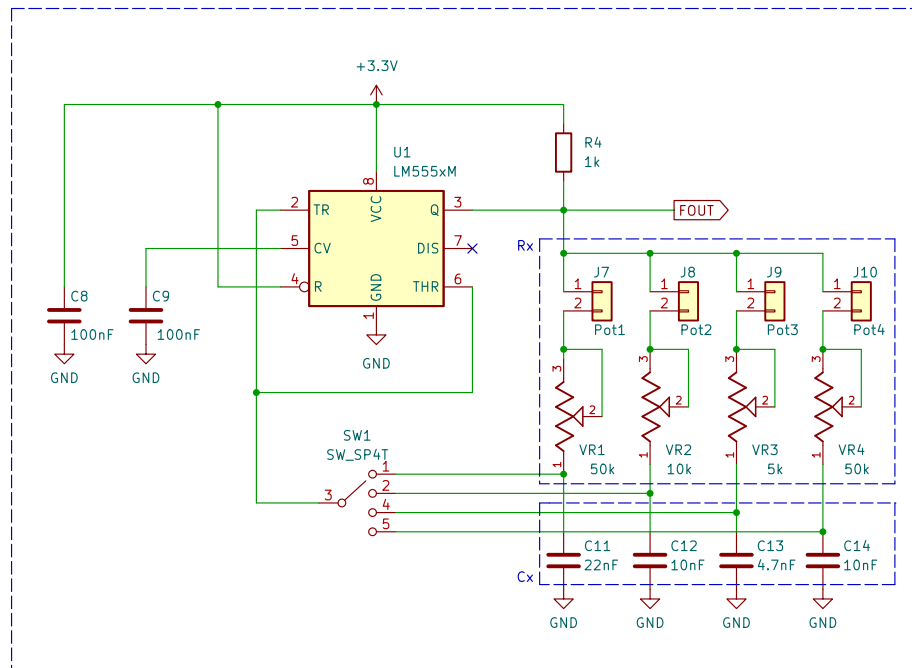 +3.3V
R4
1k
U1
LM555xM
8
VCC
2
TR
Q
3
FOUT
5
CV
DIS
7
4
R
GND
THR
6
1
GND
C8
100nF
GND
C9
100nF
GND
Rx
J7
1
2
Pot1
J8
1
2
Pot2
J9
1
2
Pot3
J10
1
2
Pot4
3
2
1
VR1
50k
3
2
1
VR2
10k
3
2
1
VR3
5k
3
2
1
VR4
50k
SW1
SW_SP4T
1
2
3
4
5
Cx
C11
22nF
C12
10nF
C13
4.7nF
C14
10nF
GND
GND
GND
GND